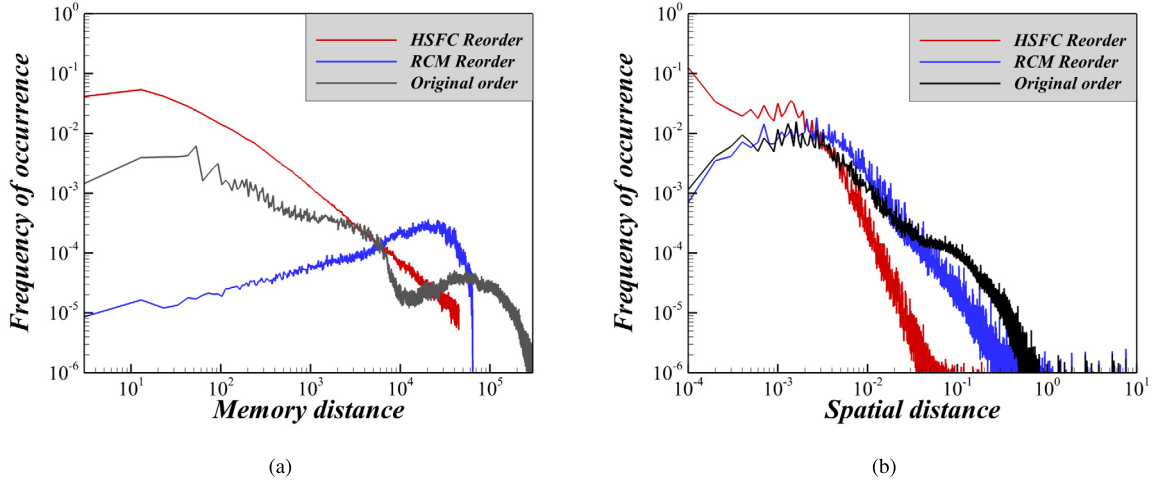 Frequency of occurrence
10^0
10^-1
10^-2
10^-3
10^-4
10^-5
10^-6
HSFC Reorder
RCM Reorder
Original order
10^1
10^2
10^3
10^4
10^5
Memory distance
(a)
Frequency of occurrence
10^0
10^-1
10^-2
10^-3
10^-4
10^-5
10^-6
HSFC Reorder
RCM Reorder
Original order
10^-4
10^-3
10^-2
10^-1
10^0
10^1
Spatial distance
(b)